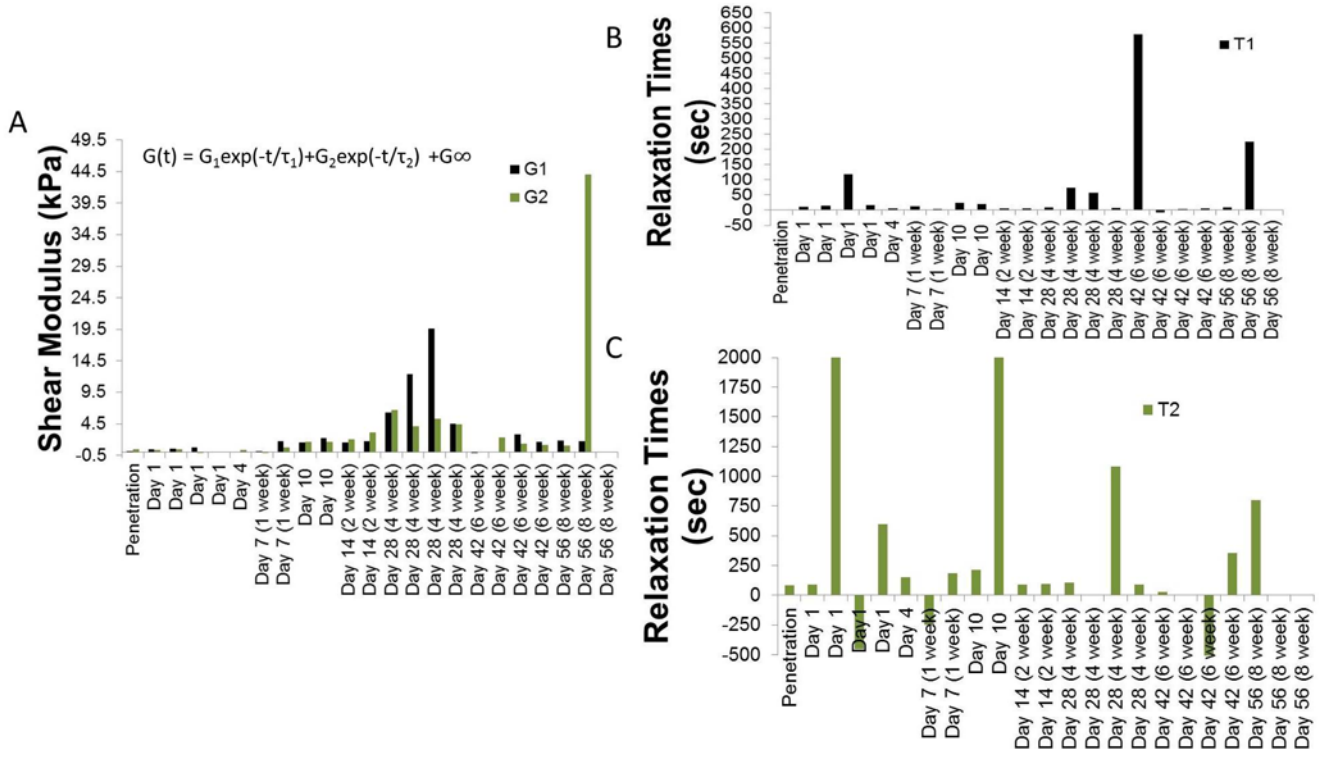 A
Shear Modulus (kPa)
49.5
44.5
39.5
34.5
29.5
24.5
19.5
14.5
9.5
4.5
-0.5
G(t) = G₁exp(-t/τ₁)+G₂exp(-t/τ₂) +G∞
G1
G2
Penetration
Day 1
Day 1
Day1
Day1
Day 4
Day 7 (1 week)
Day 7 (1 week)
Day 10
Day 10
Day 14 (2 week)
Day 14 (2 week)
Day 28 (4 week)
Day 28 (4 week)
Day 28 (4 week)
Day 28 (4 week)
Day 42 (6 week)
Day 42 (6 week)
Day 42 (6 week)
Day 42 (6 week)
Day 56 (8 week)
Day 56 (8 week)
Day 56 (8 week)
B
Relaxation Times
(sec)
650
600
550
500
450
400
350
300
250
200
150
100
50
0
-50
T1
Penetration
Day 1
Day 1
Day1
Day1
Day 4
Day 7 (1 week)
Day 7 (1 week)
Day 10
Day 10
Day 14 (2 week)
Day 14 (2 week)
Day 28 (4 week)
Day 28 (4 week)
Day 28 (4 week)
Day 28 (4 week)
Day 42 (6 week)
Day 42 (6 week)
Day 42 (6 week)
Day 42 (6 week)
Day 56 (8 week)
Day 56 (8 week)
Day 56 (8 week)
C
Relaxation Times
(sec)
2000
1750
1500
1250
1000
750
500
250
0
-250
-500
T2
Penetration
Day 1
Day 1
Day1
Day1
Day 4
Day 7 (1 week)
Day 7 (1 week)
Day 10
Day 10
Day 14 (2 week)
Day 14 (2 week)
Day 28 (4 week)
Day 28 (4 week)
Day 28 (4 week)
Day 28 (4 week)
Day 42 (6 week)
Day 42 (6 week)
Day 42 (6 week)
Day 42 (6 week)
Day 56 (8 week)
Day 56 (8 week)
Day 56 (8 week)